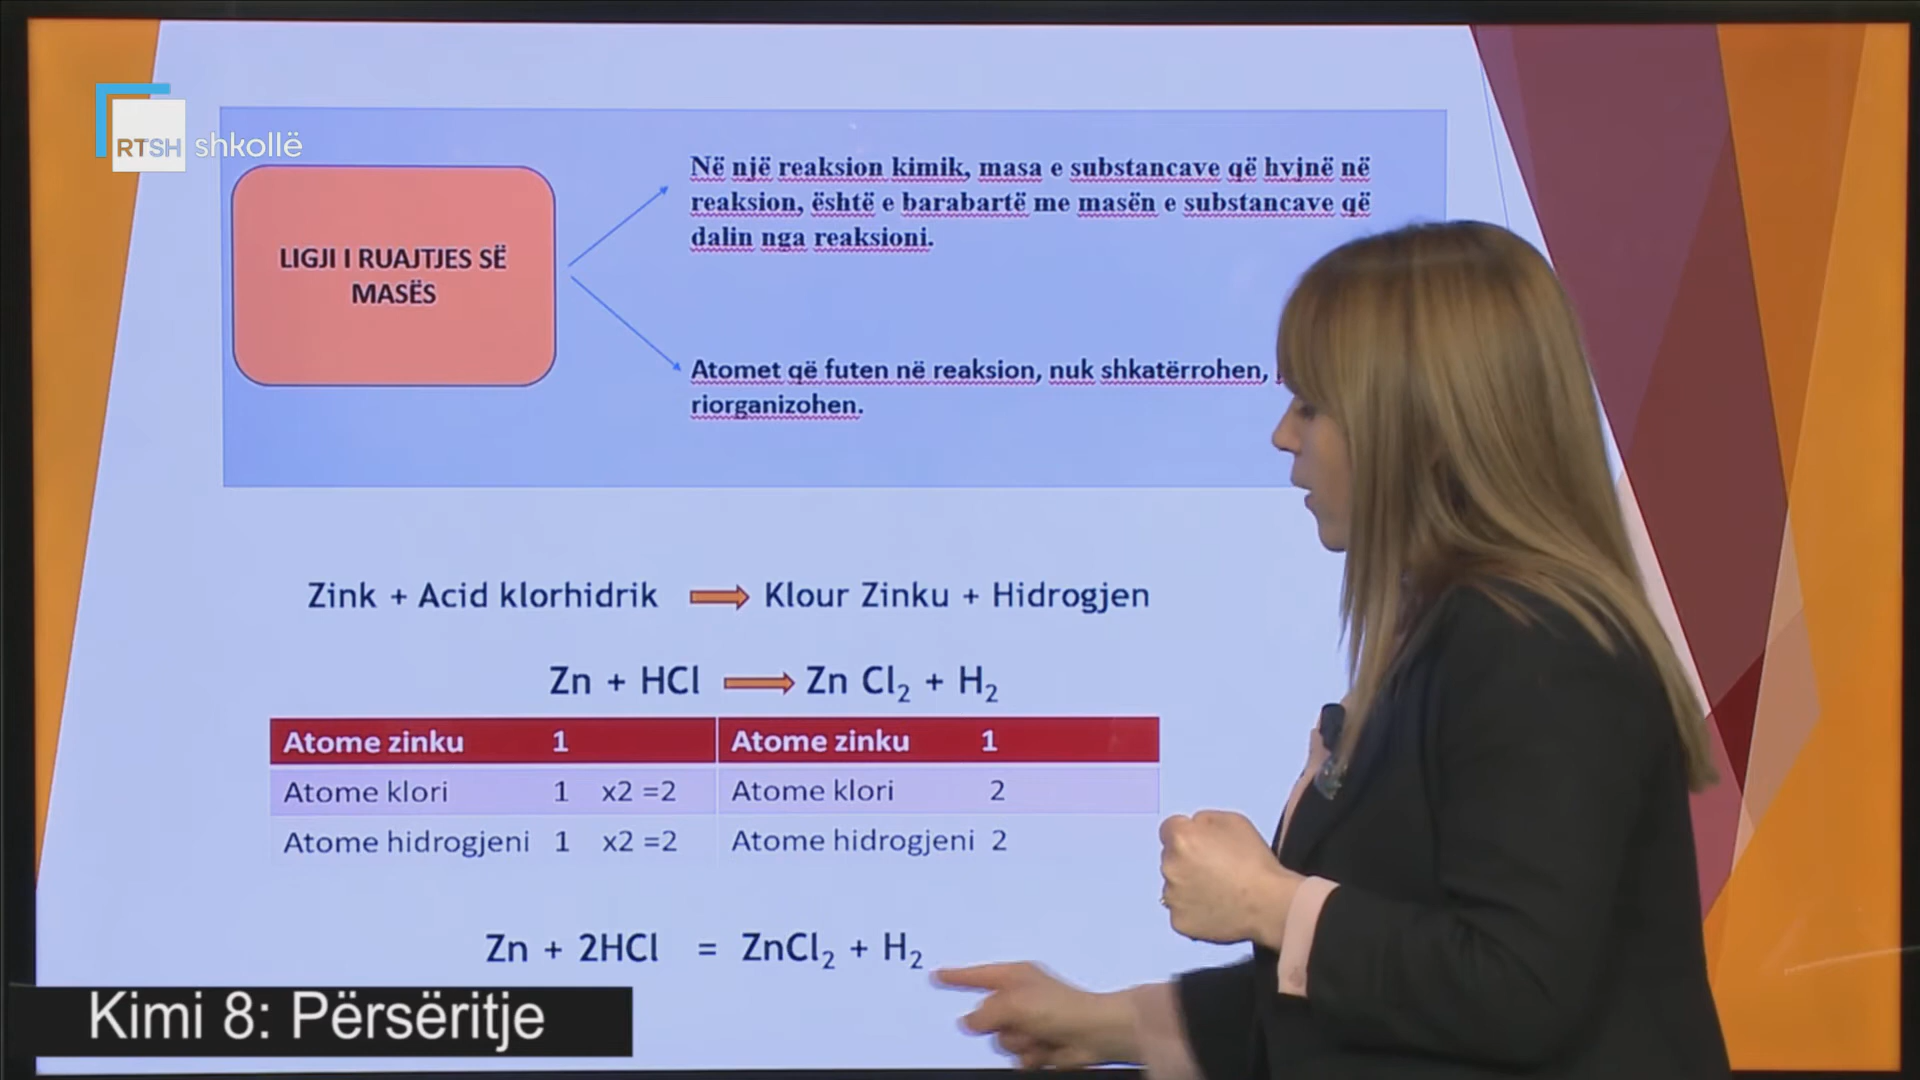 RTSH shkollë
Në një reaksion kimik, masa e substancave që hyjnë në
reaksion, është e barabartë me masën e substancave që
dalin nga reaksioni.
LIGJI I RUAJTJES SË
MASËS
Atomet që futen në reaksion, nuk shkatërrohen,
riorganizohen.
Zink + Acid klorhidrik ⇒ Klour Zinku + Hidrogjen
Zn + HCl ⇒ Zn Cl₂ + H₂
Atome zinku 1 Atome zinku 1
Atome klori 1 x2 =2 Atome klori 2
Atome hidrogjeni 1 x2 =2 Atome hidrogjeni 2
Zn + 2HCl = ZnCl₂ + H₂
Kimi 8: Përsëritje